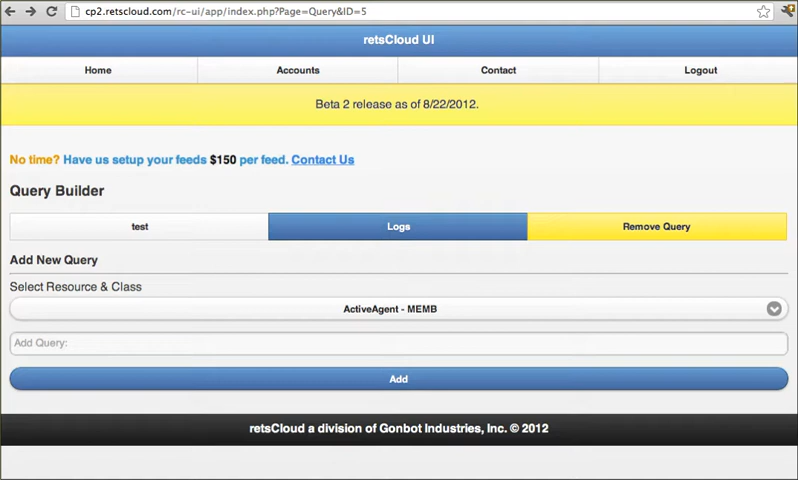 cp2.retscloud.com/rc-ui/app/index.php?Page=Query&ID=5
retsCloud UI
Home Accounts Contact Logout
Beta 2 release as of 8/22/2012.
No time? Have us setup your feeds $150 per feed. Contact Us
Query Builder
test Logs Remove Query
Add New Query
Select Resource & Class
ActiveAgent - MEMB
Add Query:
Add
retsCloud a division of Gonbot Industries, Inc. © 2012